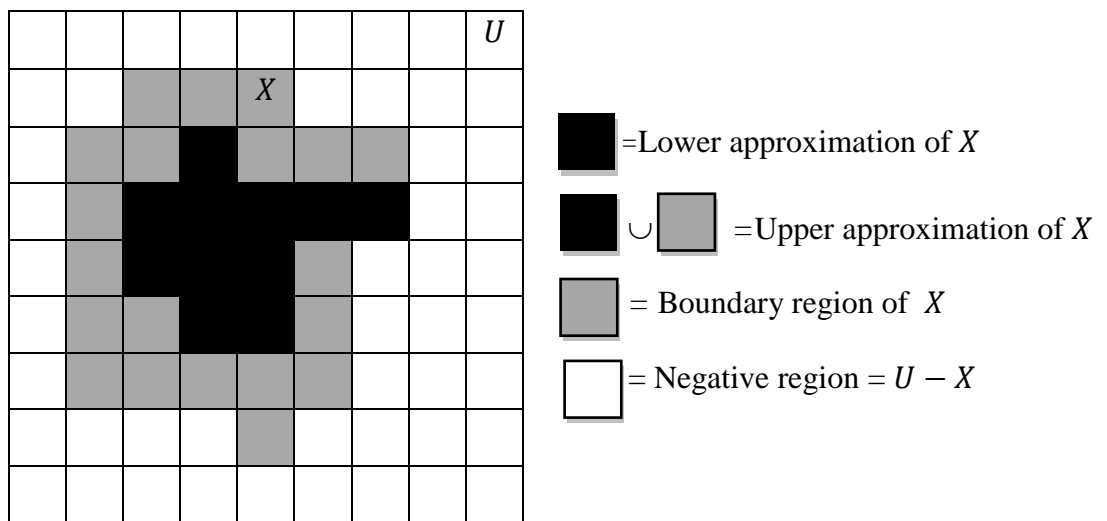 U
X
=Lower approximation of X
∪ =Upper approximation of X
= Boundary region of X
= Negative region = U − X